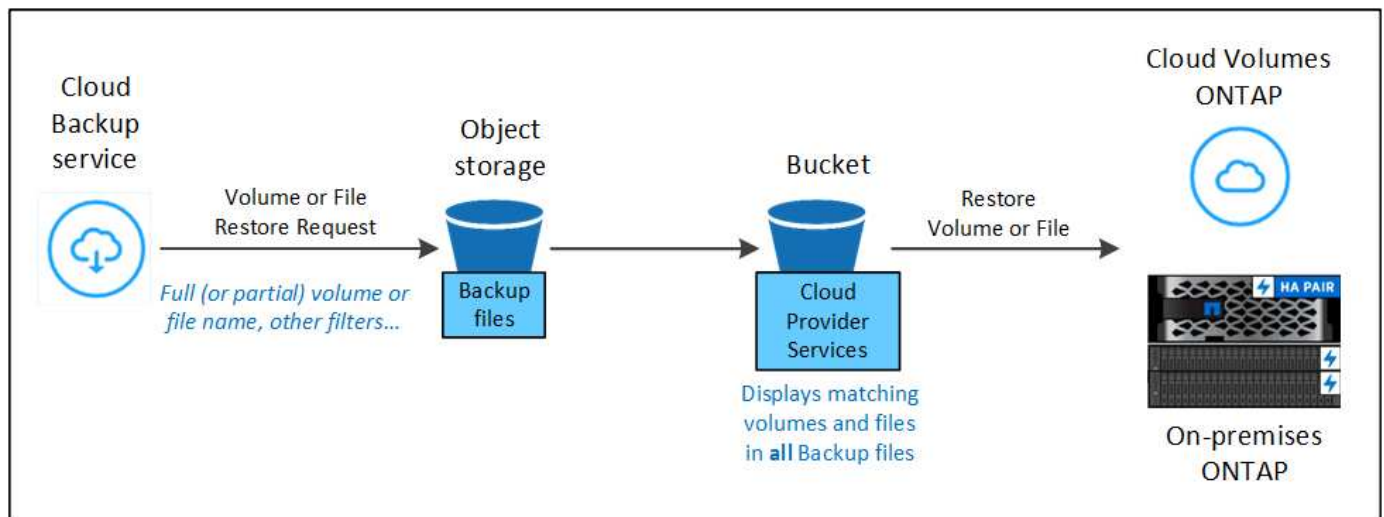 Cloud
Backup
service
Volume or File
Restore Request
Full (or partial) volume or
file name, other filters…
Object
storage
Backup
files
Bucket
Cloud
Provider
Services
Displays matching
volumes and files
in all Backup files
Restore
Volume or File
Cloud Volumes
ONTAP
HA PAIR
On-premises
ONTAP